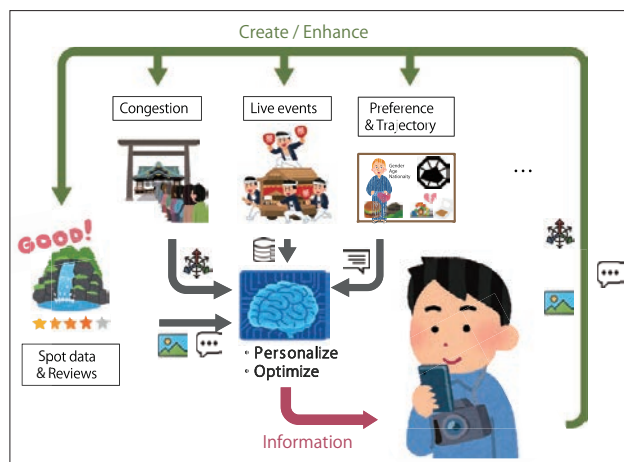 Create / Enhance
Congestion
Live events
Preference
& Trajectory
Gender
Age
Nationality
...
GOOD!
Spot data
& Reviews
• Personalize
• Optimize
Information